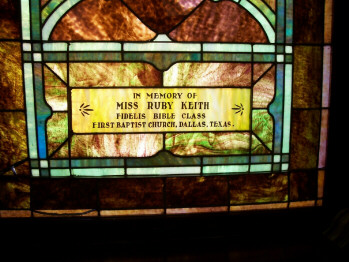 IN MEMORY OF
MISS RUBY KEITH
FIDELIS BIBLE CLASS
FIRST BAPTIST CHURCH, DALLAS, TEXAS.